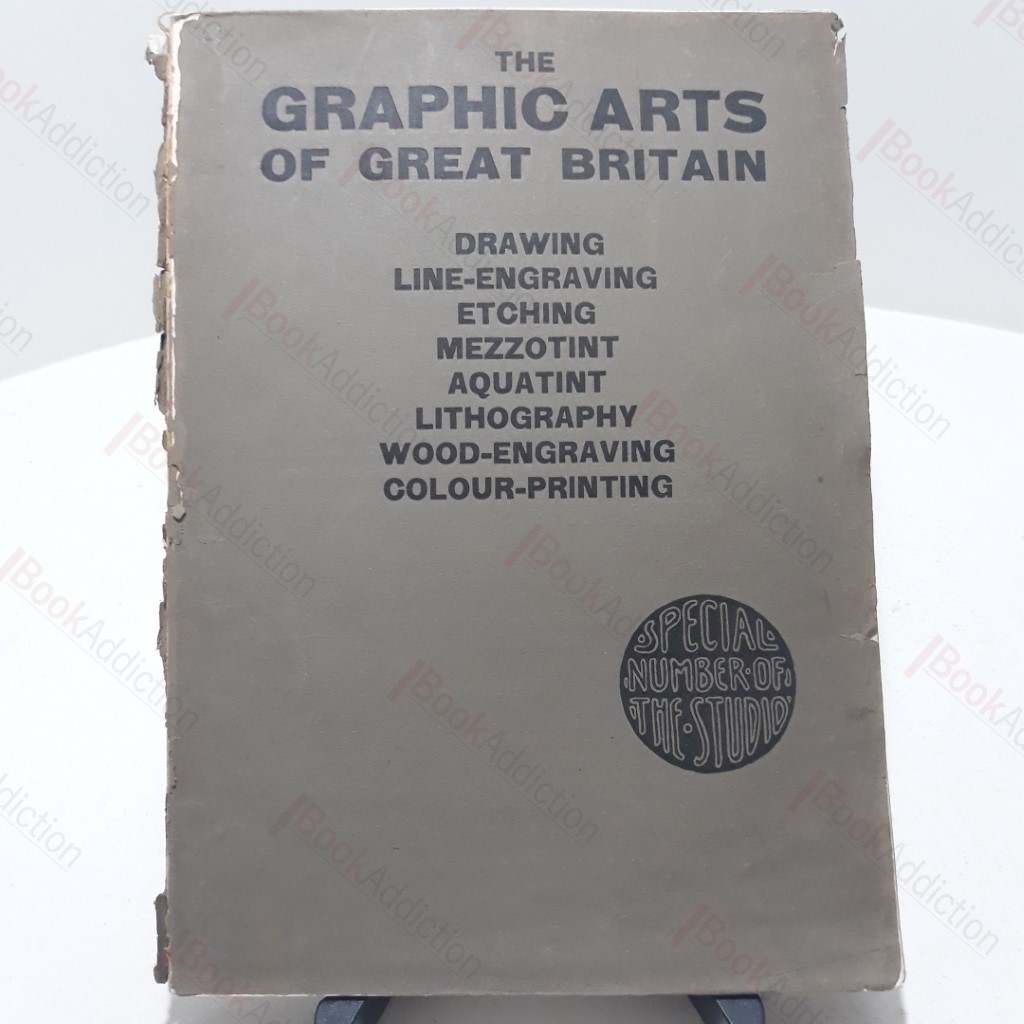 THE
GRAPHIC ARTS
OF GREAT BRITAIN
DRAWING
LINE-ENGRAVING
ETCHING
MEZZOTINT
AQUATINT
LITHOGRAPHY
WOOD-ENGRAVING
COLOUR-PRINTING
SPECIAL
NUMBER·OF
THE·STUDIO
BookAddiction